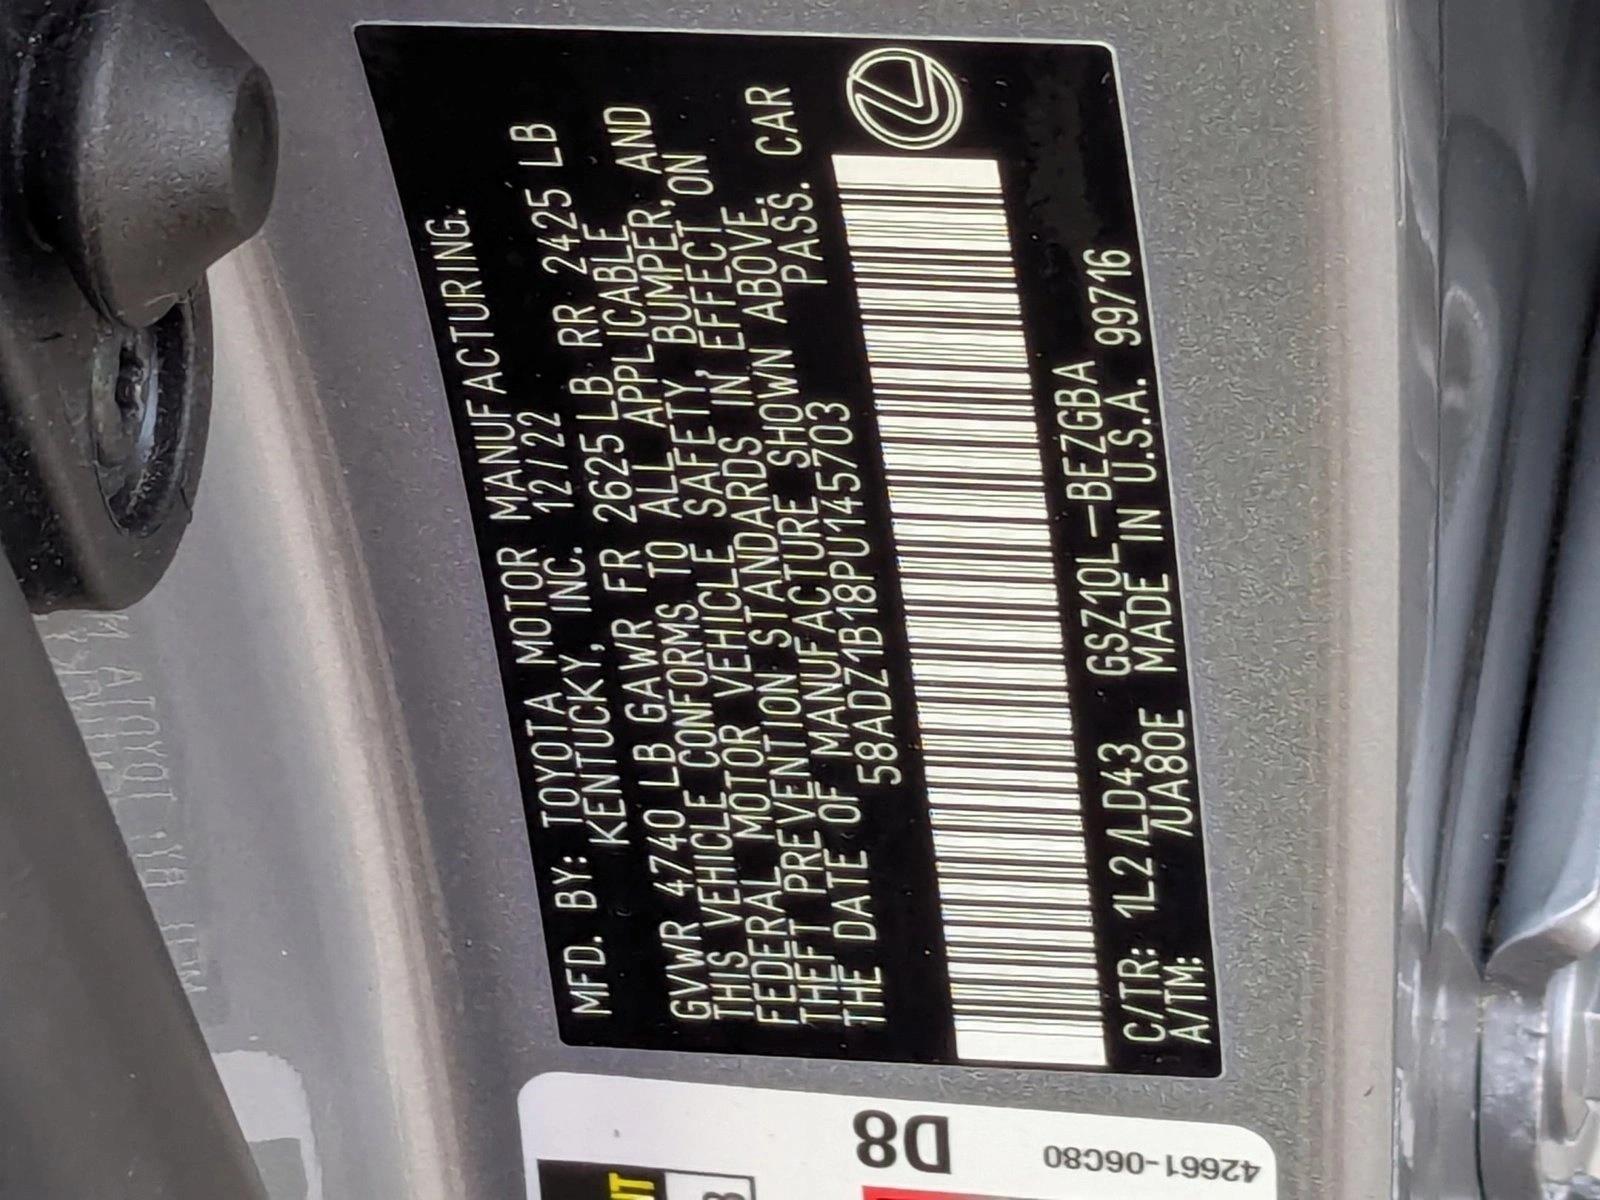 MFD. BY: TOYOTA MOTOR MANUFACTURING.
KENTUCKY, INC. 12/22
GVWR 4740 LB GAWR FR 2625 LB RR 2425 LB
THIS VEHICLE CONFORMS TO ALL APPLICABLE
FEDERAL MOTOR VEHICLE SAFETY, BUMPER, AND
THEFT PREVENTION STANDARDS IN EFFECT ON
THE DATE OF MANUFACTURE SHOWN ABOVE.
58ADZ1B18PU145703 PASS. CAR
C/TR: 1L2 /LD43 GSZ10L-BEZGBA
A/TM: /UA80E MADE IN U.S.A. 99716
D8
42661-06C80